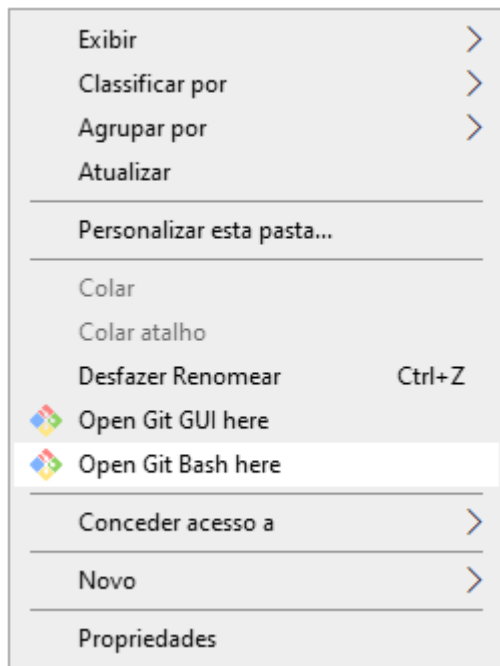 Exibir
Classificar por
Agrupar por
Atualizar
Personalizar esta pasta...
Colar
Colar atalho
Desfazer Renomear Ctrl+Z
Open Git GUI here
Open Git Bash here
Conceder acesso a
Novo
Propriedades